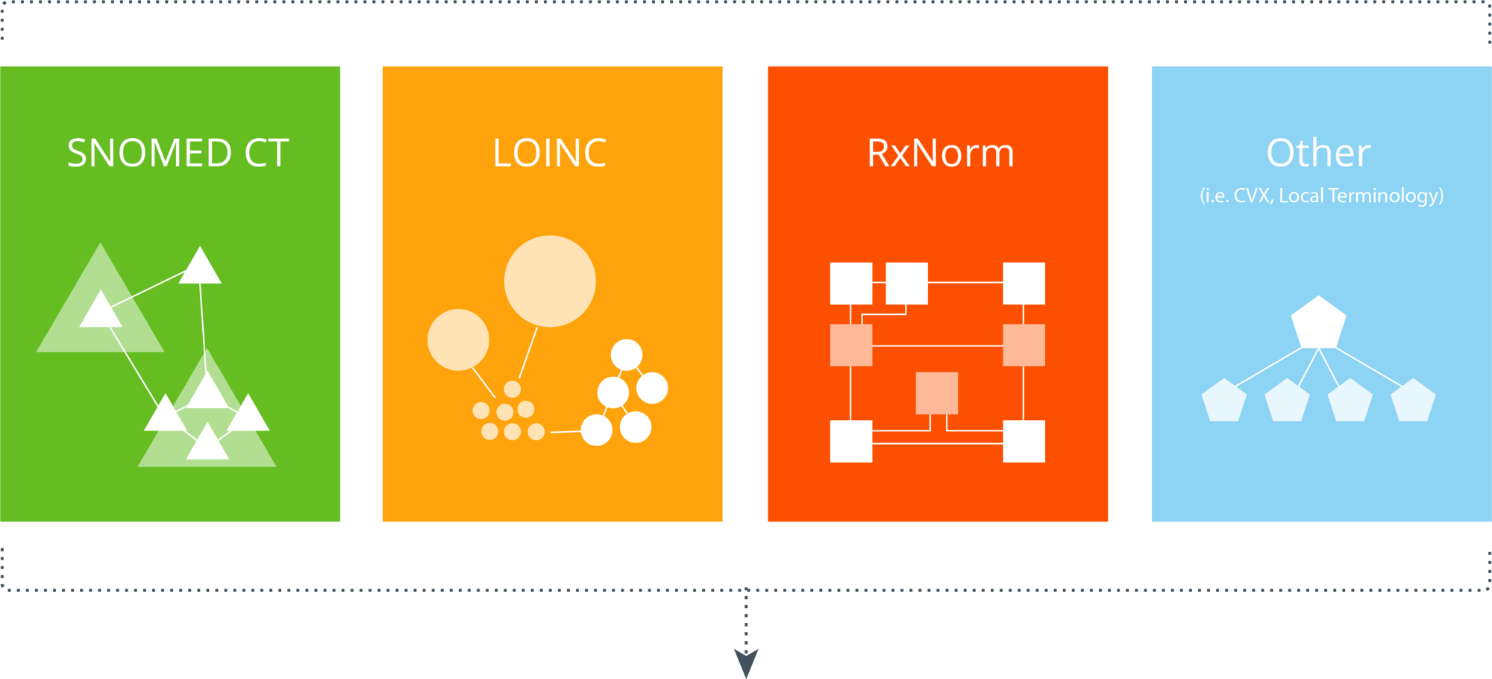 SNOMED CT
LOINC
RxNorm
Other
(i.e. CVX, Local Terminology)